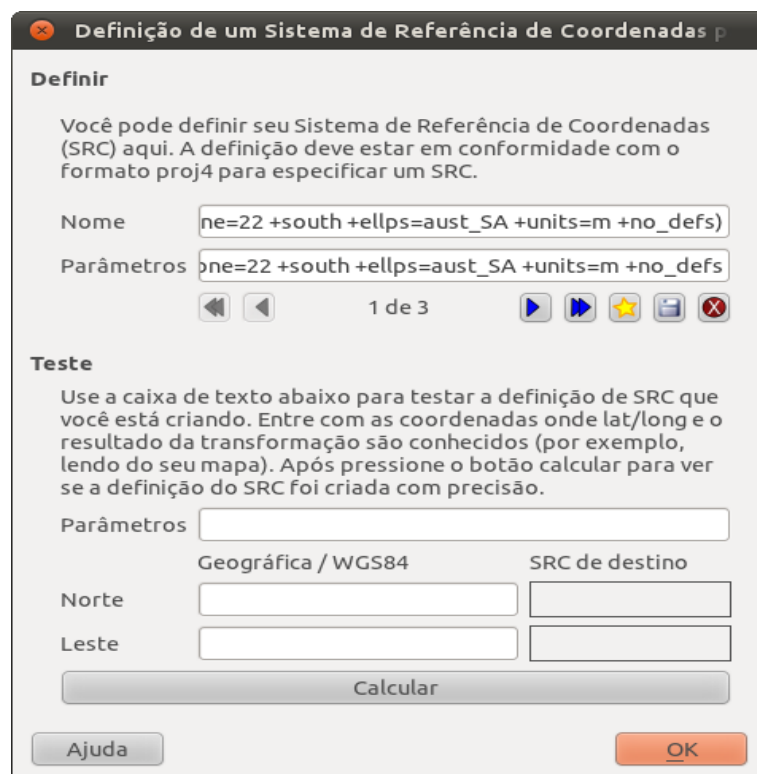 Definição de um Sistema de Referência de Coordenadas p
Definir
Você pode definir seu Sistema de Referência de Coordenadas
(SRC) aqui. A definição deve estar em conformidade com o
formato proj4 para especificar um SRC.
Nome ne=22 +south +ellps=aust_SA +units=m +no_defs)
Parâmetros one=22 +south +ellps=aust_SA +units=m +no_defs
1 de 3
Teste
Use a caixa de texto abaixo para testar a definição de SRC que
você está criando. Entre com as coordenadas onde lat/long e o
resultado da transformação são conhecidos (por exemplo,
lendo do seu mapa). Após pressione o botão calcular para ver
se a definição do SRC foi criada com precisão.
Parâmetros
Geográfica / WGS84 SRC de destino
Norte
Leste
Calcular
Ajuda OK